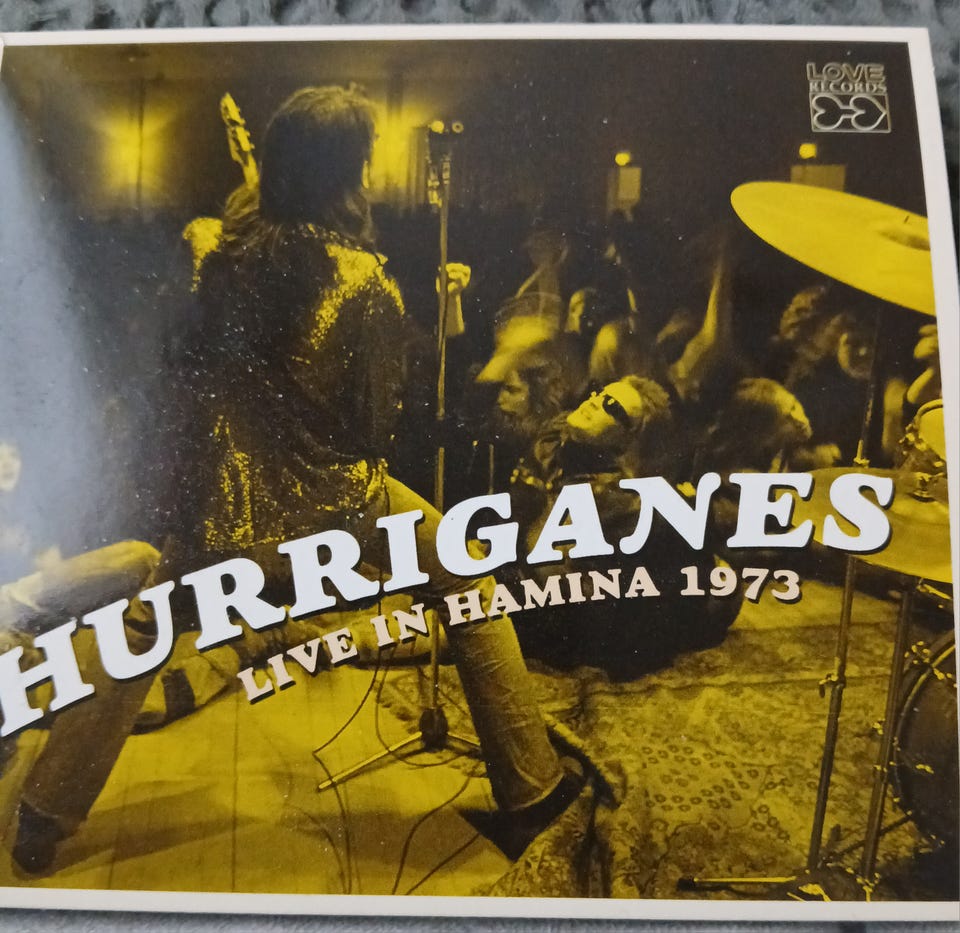 LOVE
RECORDS
HURRIGANES
LIVE IN HAMINA 1973